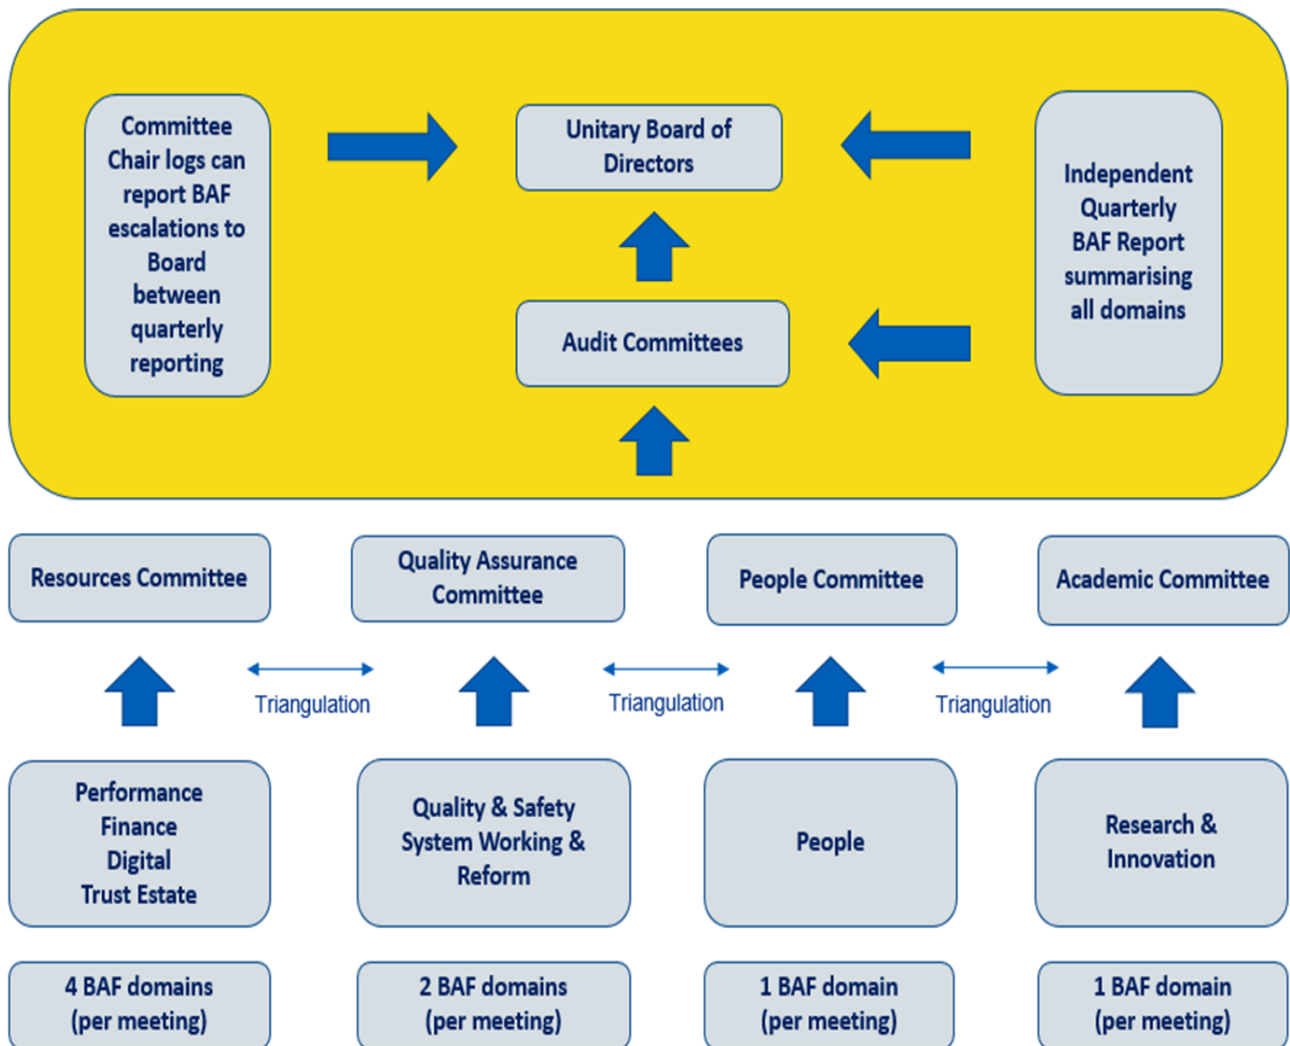 Committee
Chair logs can
report BAF
escalations to
Board
between
quarterly
reporting
Unitary Board of
Directors
Independent
Quarterly
BAF Report
summarising
all domains
Audit Committees
Resources Committee
Quality Assurance
Committee
People Committee
Academic Committee
Triangulation
Triangulation
Triangulation
Performance
Finance
Digital
Trust Estate
Quality & Safety
System Working &
Reform
People
Research &
Innovation
4 BAF domains
(per meeting)
2 BAF domains
(per meeting)
1 BAF domain
(per meeting)
1 BAF domain
(per meeting)